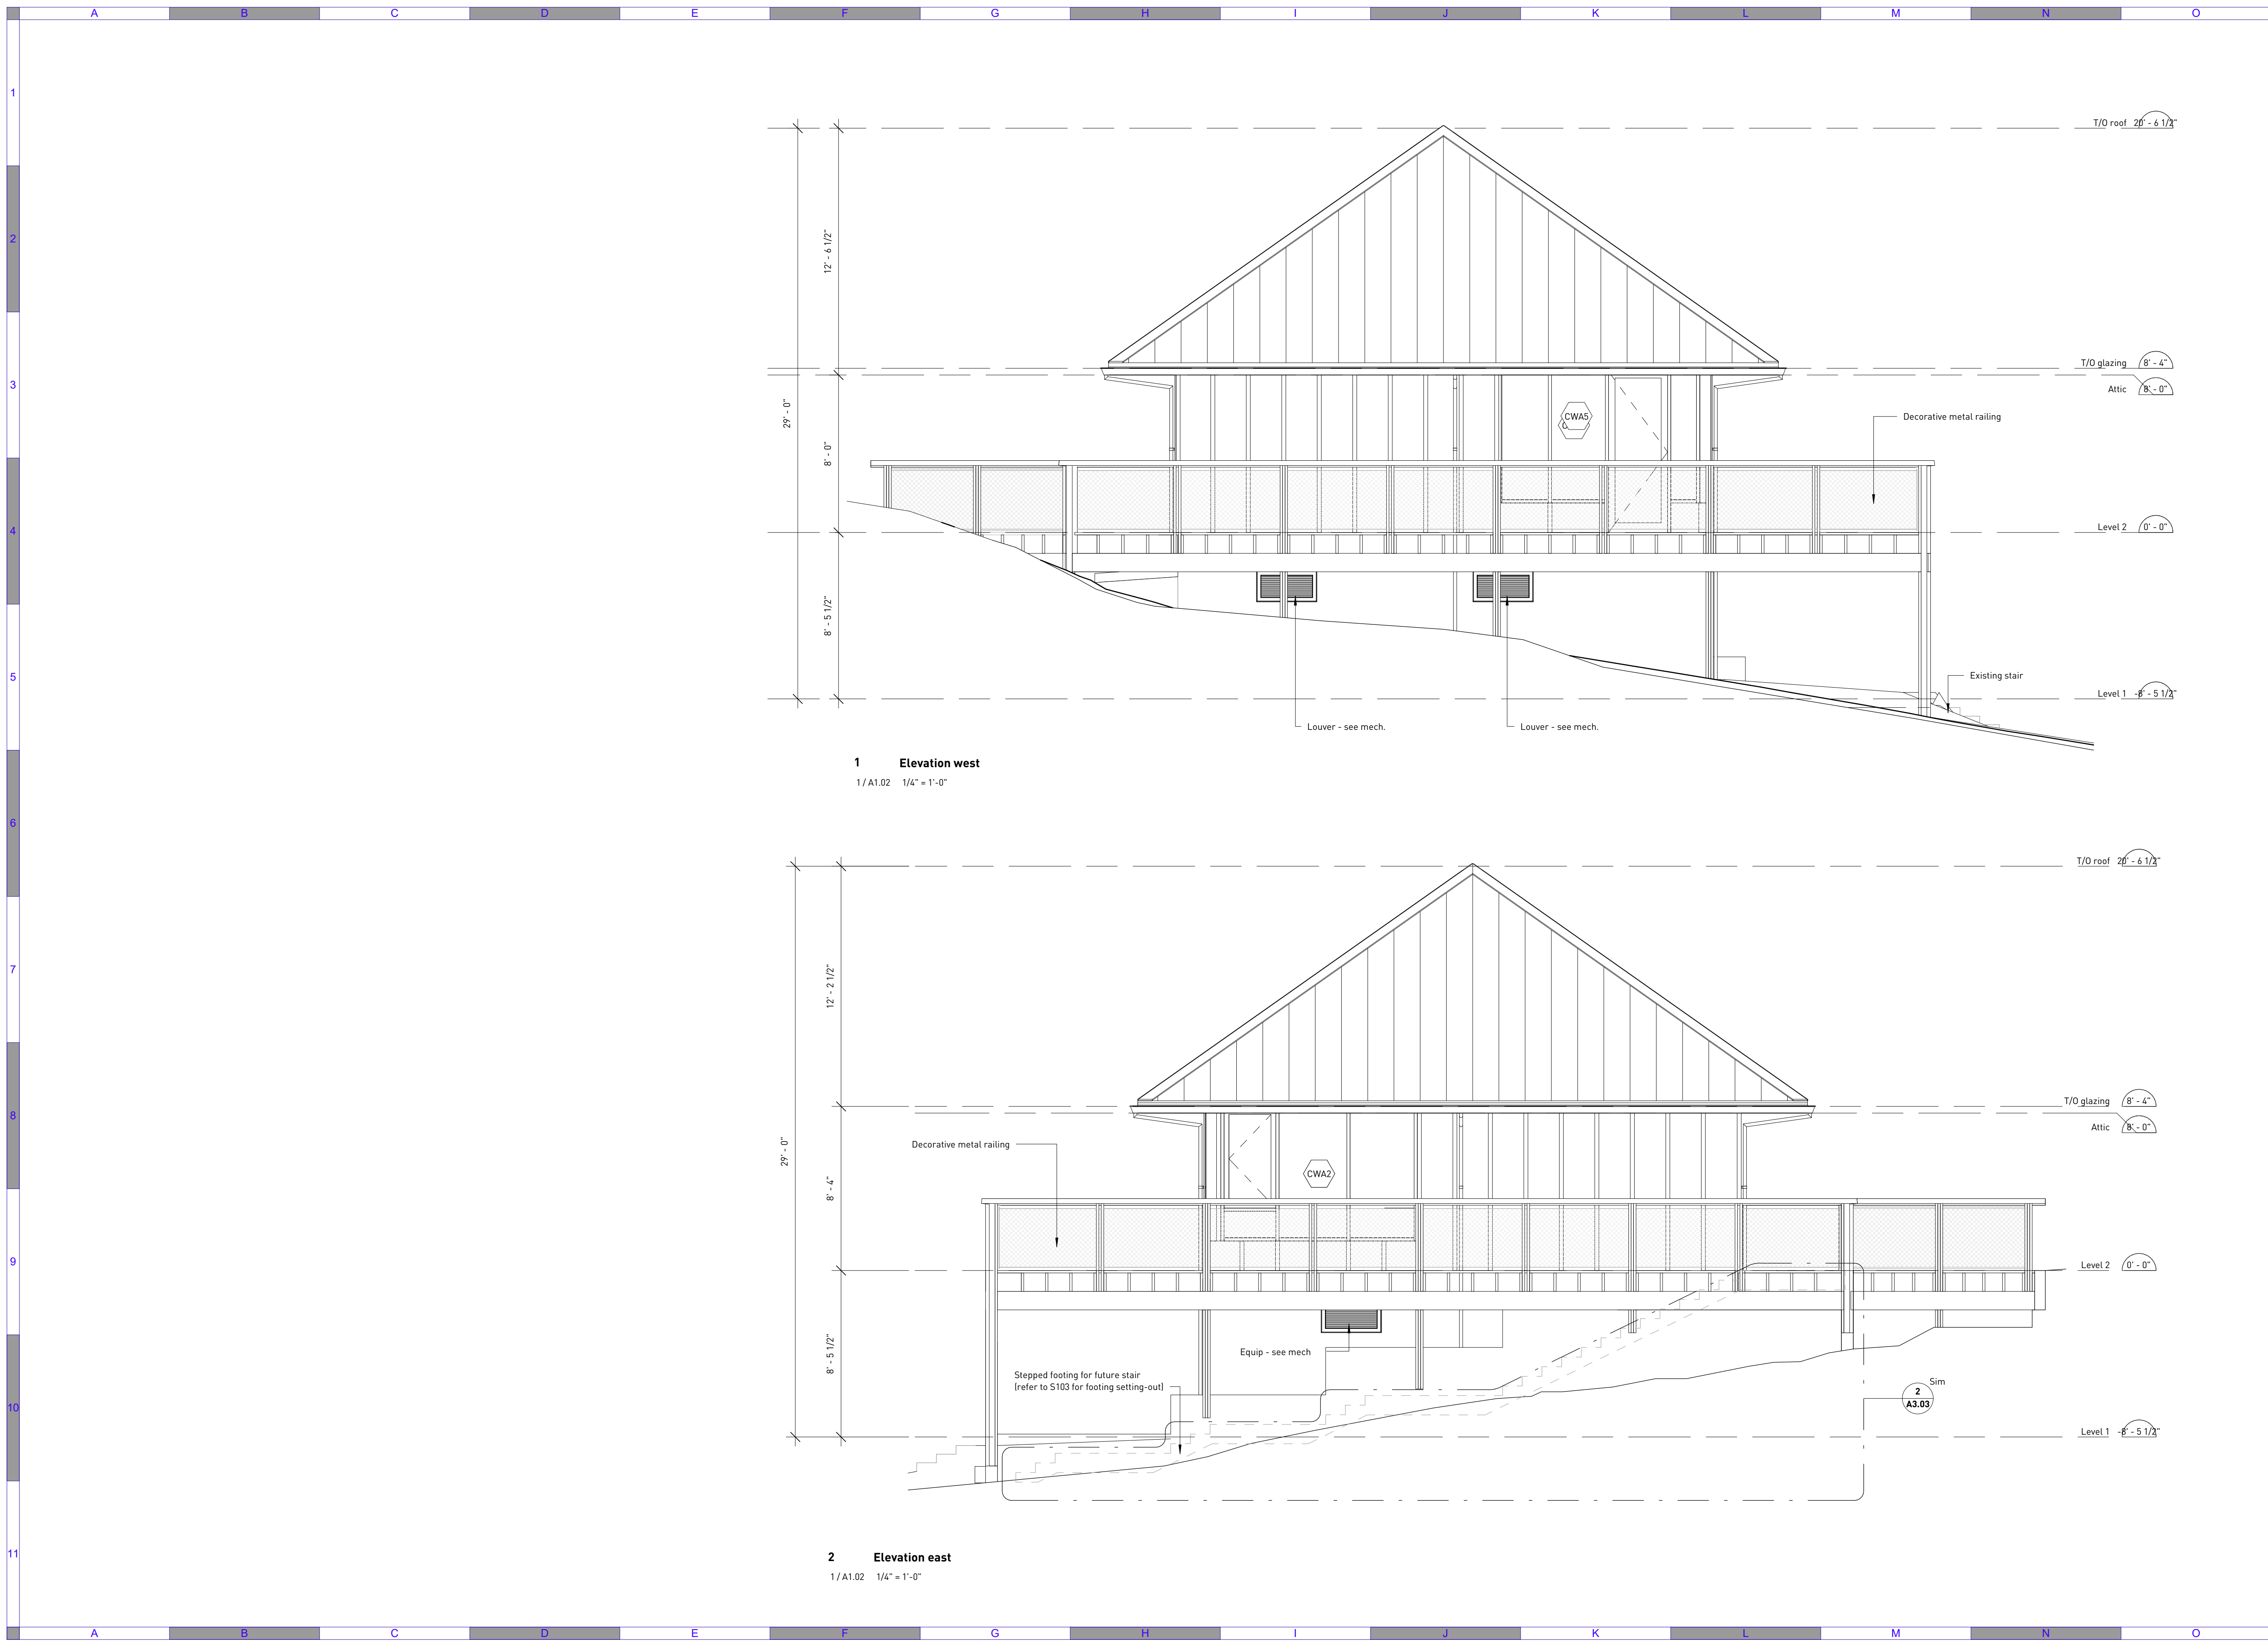 A B C D E F G H I J K L M N O
1
2
3
4
5
6
7
8
9
10
11
T/O roof 20' - 6 1/2"
12' - 6 1/2"
T/O glazing 8' - 4"
Attic 8' - 0"
29' - 0"
8' - 0"
CWA5
Decorative metal railing
Level 2 0' - 0"
8' - 5 1/2"
Existing stair
Level 1 -8' - 5 1/2"
Louver - see mech.
Louver - see mech.
1 Elevation west
1 / A1.02 1/4" = 1'-0"
T/O roof 20' - 6 1/2"
12' - 2 1/2"
T/O glazing 8' - 4"
Attic 8' - 0"
29' - 0"
Decorative metal railing
8' - 4"
CWA2
Level 2 0' - 0"
8' - 5 1/2"
Equip - see mech
Stepped footing for future stair
(refer to S103 for footing setting-out)
Sim
2
A3.03
Level 1 -8' - 5 1/2"
2 Elevation east
1 / A1.02 1/4" = 1'-0"
A B C D E F G H I J K L M N O